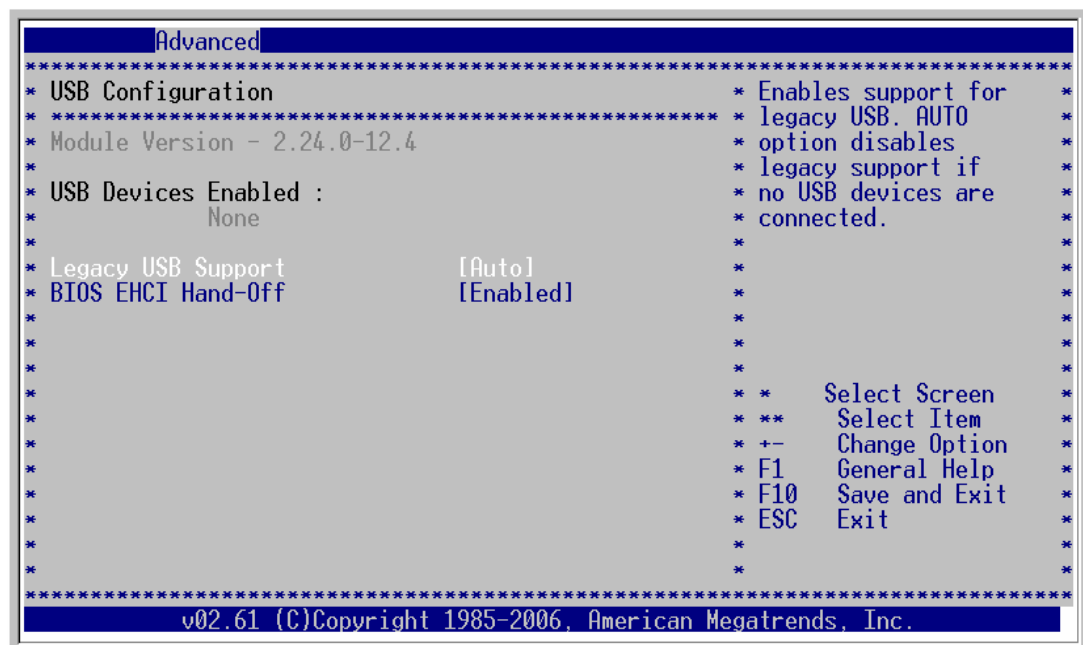 Advanced
USB Configuration
Module Version - 2.24.0-12.4
USB Devices Enabled :
None
Legacy USB Support [Auto]
BIOS EHCI Hand-Off [Enabled]
Enables support for
legacy USB. AUTO
option disables
legacy support if
no USB devices are
connected.
* Select Screen
** Select Item
+- Change Option
F1 General Help
F10 Save and Exit
ESC Exit
v02.61 (C)Copyright 1985-2006, American Megatrends, Inc.